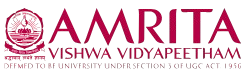 AMRITA
VISHWA VIDYAPEETHAM
DEEMED TO BE UNIVERSITY UNDER SECTION 3 OF UGC ACT 1956